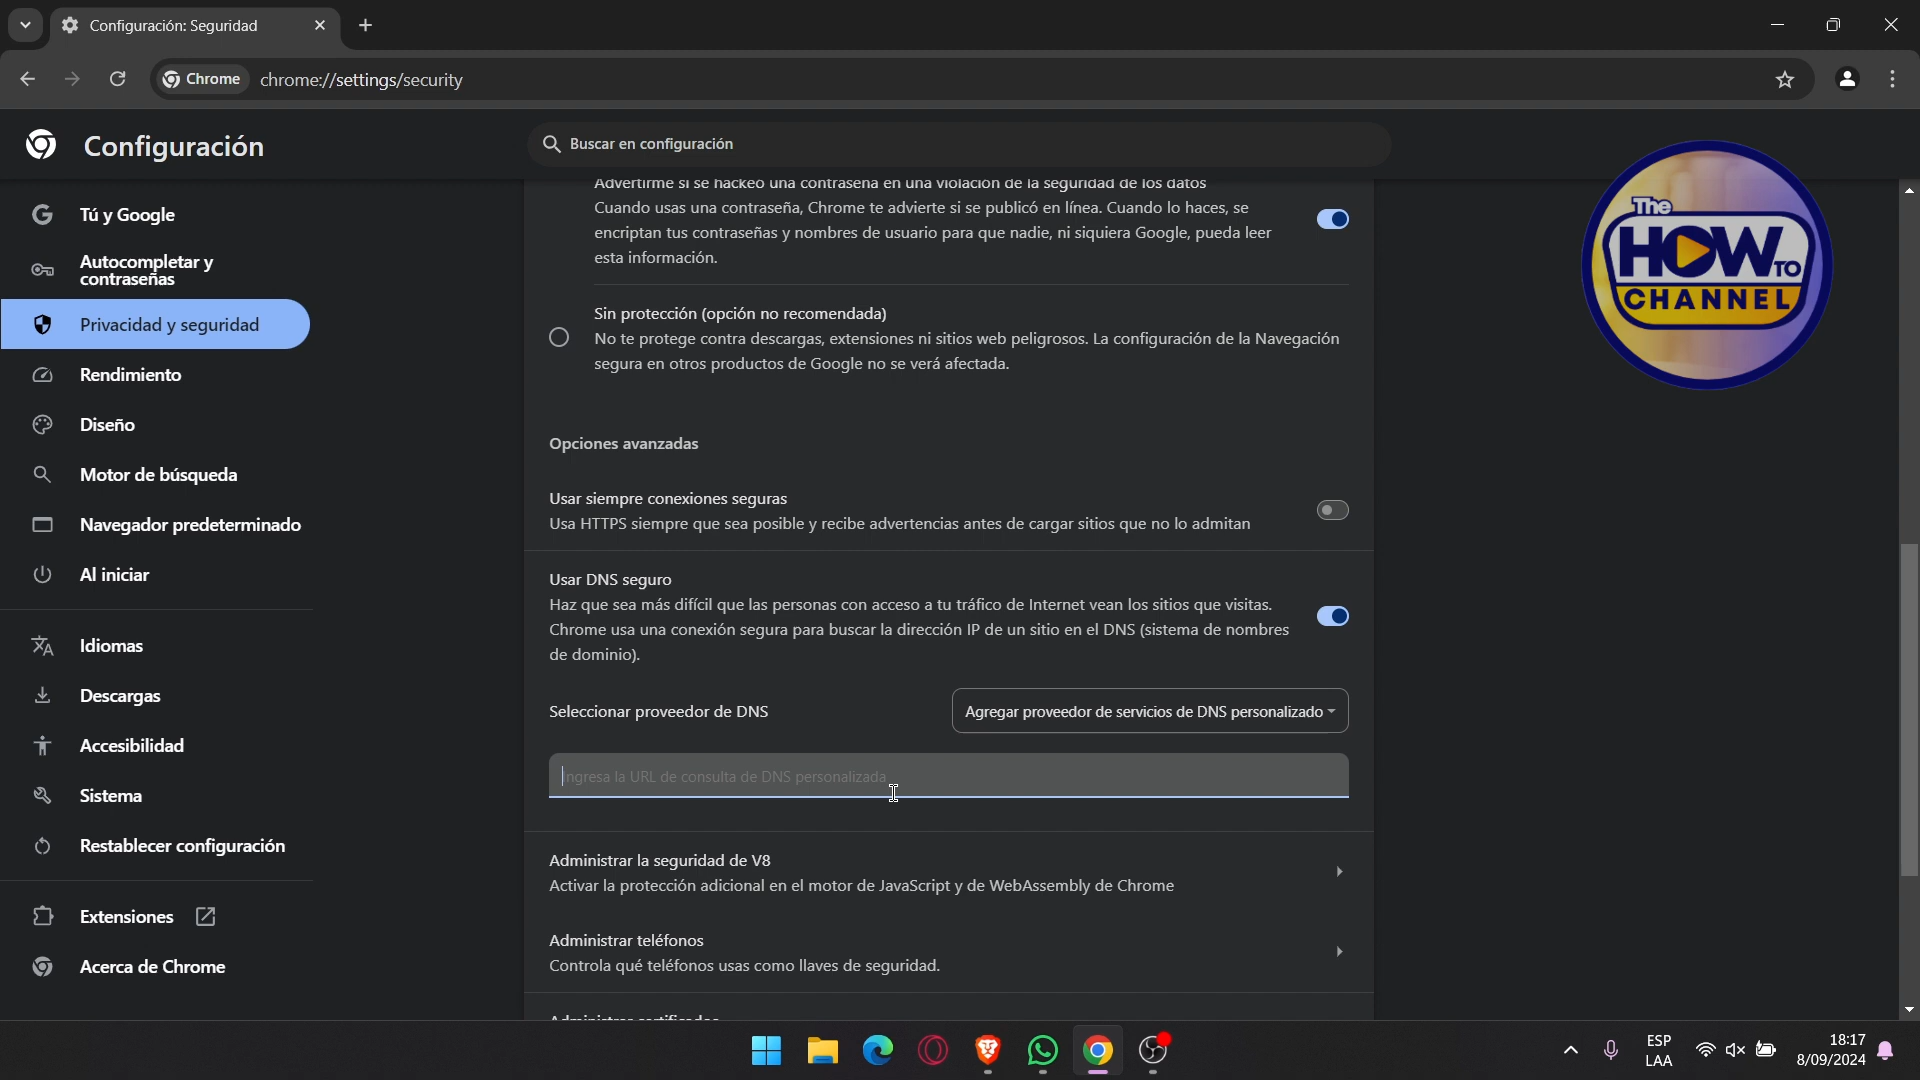 Configuración: Seguridad
Chrome
chrome://settings/security
Configuración
Buscar en configuración
The
HOW TO
CHANNEL
Tú y Google
Autocompletar y
contraseñas
Privacidad y seguridad
Rendimiento
Diseño
Motor de búsqueda
Navegador predeterminado
Al iniciar
Idiomas
Descargas
Accesibilidad
Sistema
Restablecer configuración
Extensiones
Acerca de Chrome
Advertirme si se hackeó una contraseña en una violación de la seguridad de los datos
Cuando usas una contraseña, Chrome te advierte si se publicó en línea. Cuando lo haces, se
encriptan tus contraseñas y nombres de usuario para que nadie, ni siquiera Google, pueda leer
esta información.
Sin protección (opción no recomendada)
No te protege contra descargas, extensiones ni sitios web peligrosos. La configuración de la Navegación
segura en otros productos de Google no se verá afectada.
Opciones avanzadas
Usar siempre conexiones seguras
Usa HTTPS siempre que sea posible y recibe advertencias antes de cargar sitios que no lo admitan
Usar DNS seguro
Haz que sea más difícil que las personas con acceso a tu tráfico de Internet vean los sitios que visitas.
Chrome usa una conexión segura para buscar la dirección IP de un sitio en el DNS (sistema de nombres
de dominio).
Seleccionar proveedor de DNS
Agregar proveedor de servicios de DNS personalizado
Ingresa la URL de consulta de DNS personalizada
Administrar la seguridad de V8
Activar la protección adicional en el motor de JavaScript y de WebAssembly de Chrome
Administrar teléfonos
Controla qué teléfonos usas como llaves de seguridad.
Administrar certificados
ESP
LAA
18:17
8/09/2024